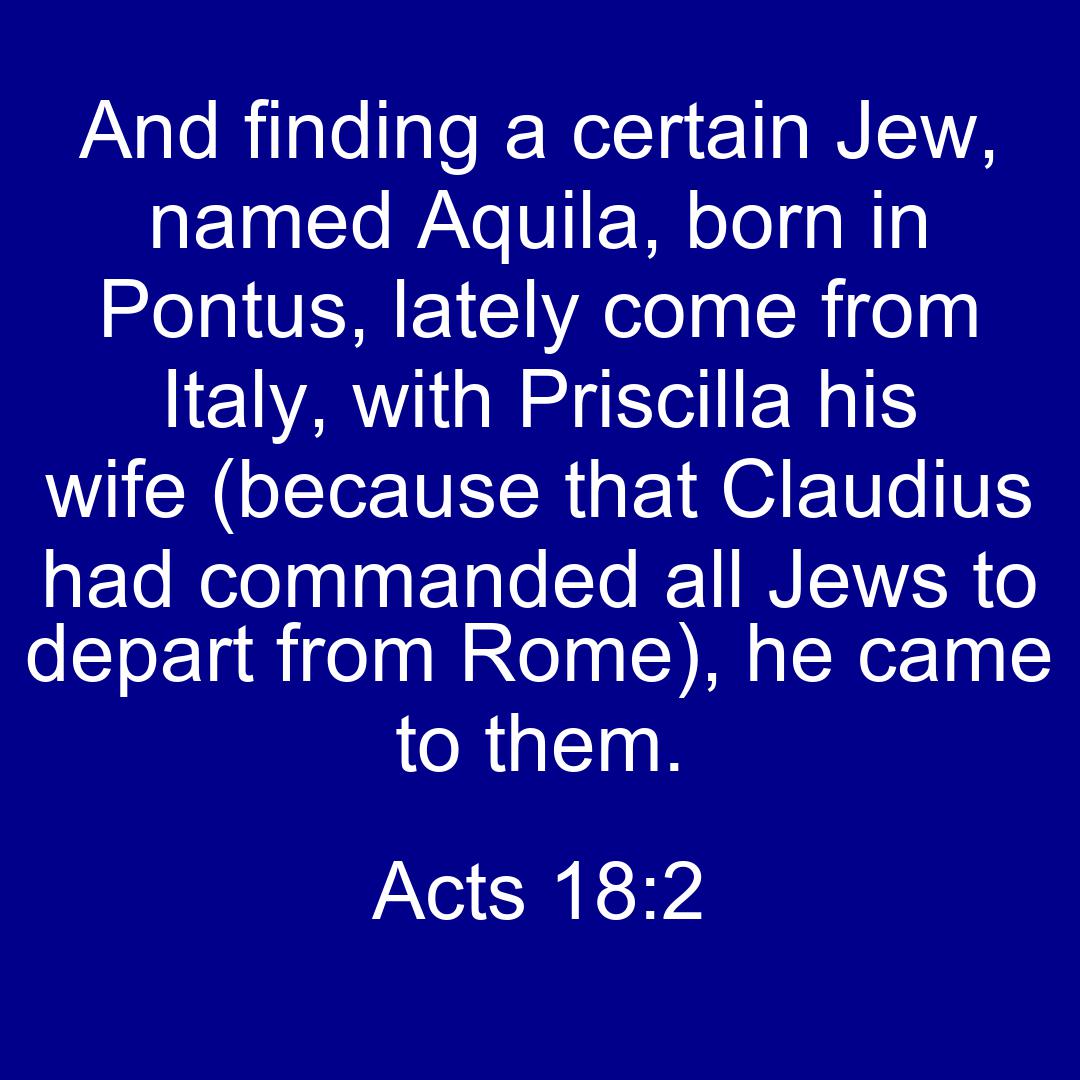 And finding a certain Jew,
named Aquila, born in
Pontus, lately come from
Italy, with Priscilla his
wife (because that Claudius
had commanded all Jews to
depart from Rome), he came
to them.
Acts 18:2